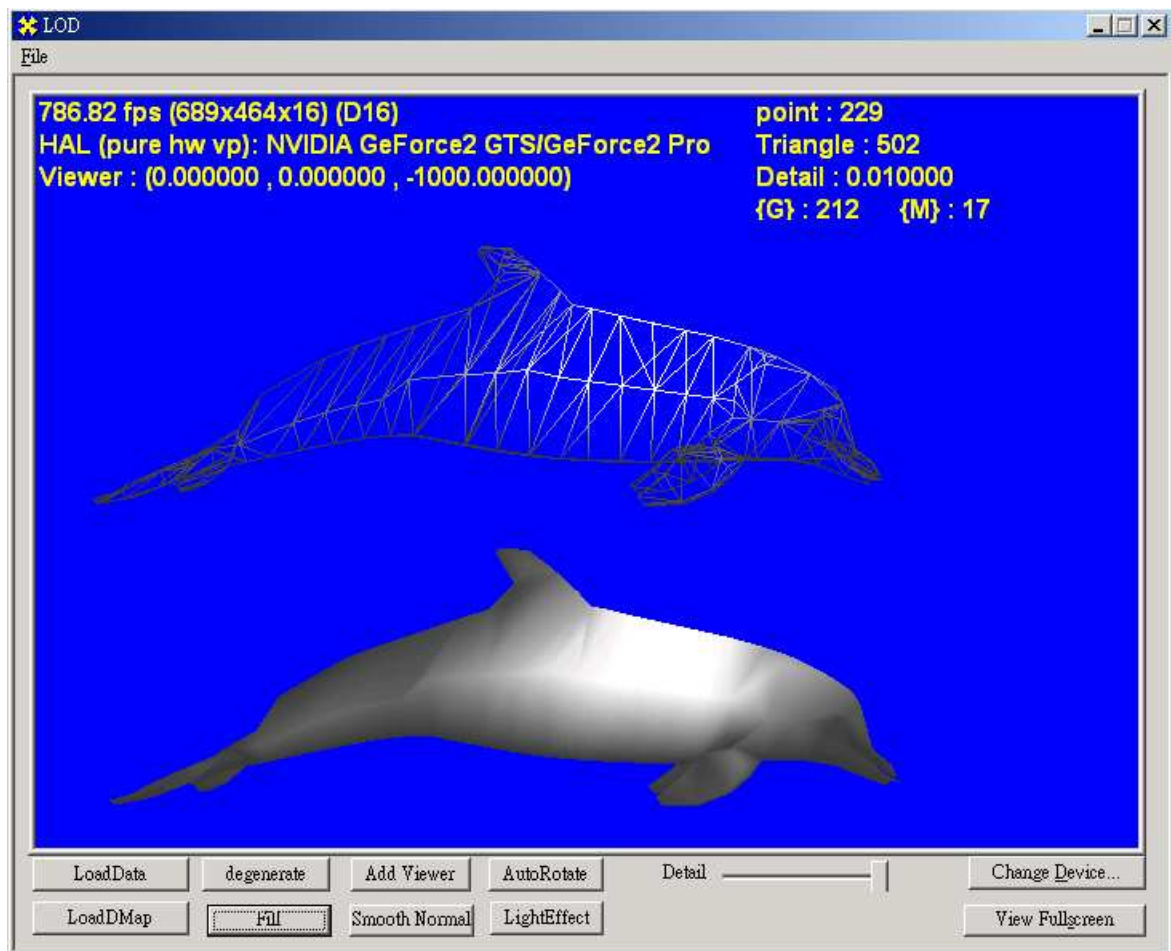 LOD
File
786.82 fps (689x464x16) (D16)
HAL (pure hw vp): NVIDIA GeForce2 GTS/GeForce2 Pro
Viewer : (0.000000 , 0.000000 , -1000.000000)
point : 229
Triangle : 502
Detail : 0.010000
{G} : 212 {M} : 17
LoadData
degenerate
Add Viewer
AutoRotate
Detail
Change Device...
LoadDMap
Fill
Smooth Normal
LightEffect
View Fullscreen